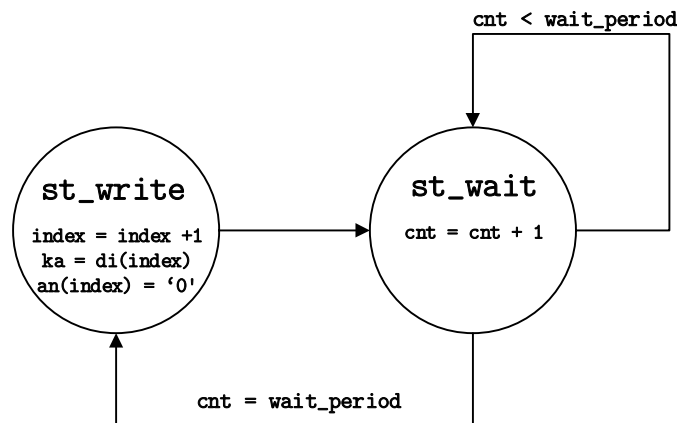 cnt < wait_period
st_write
index = index +1
ka = di(index)
an(index) = ‘0'
st_wait
cnt = cnt + 1
cnt = wait_period